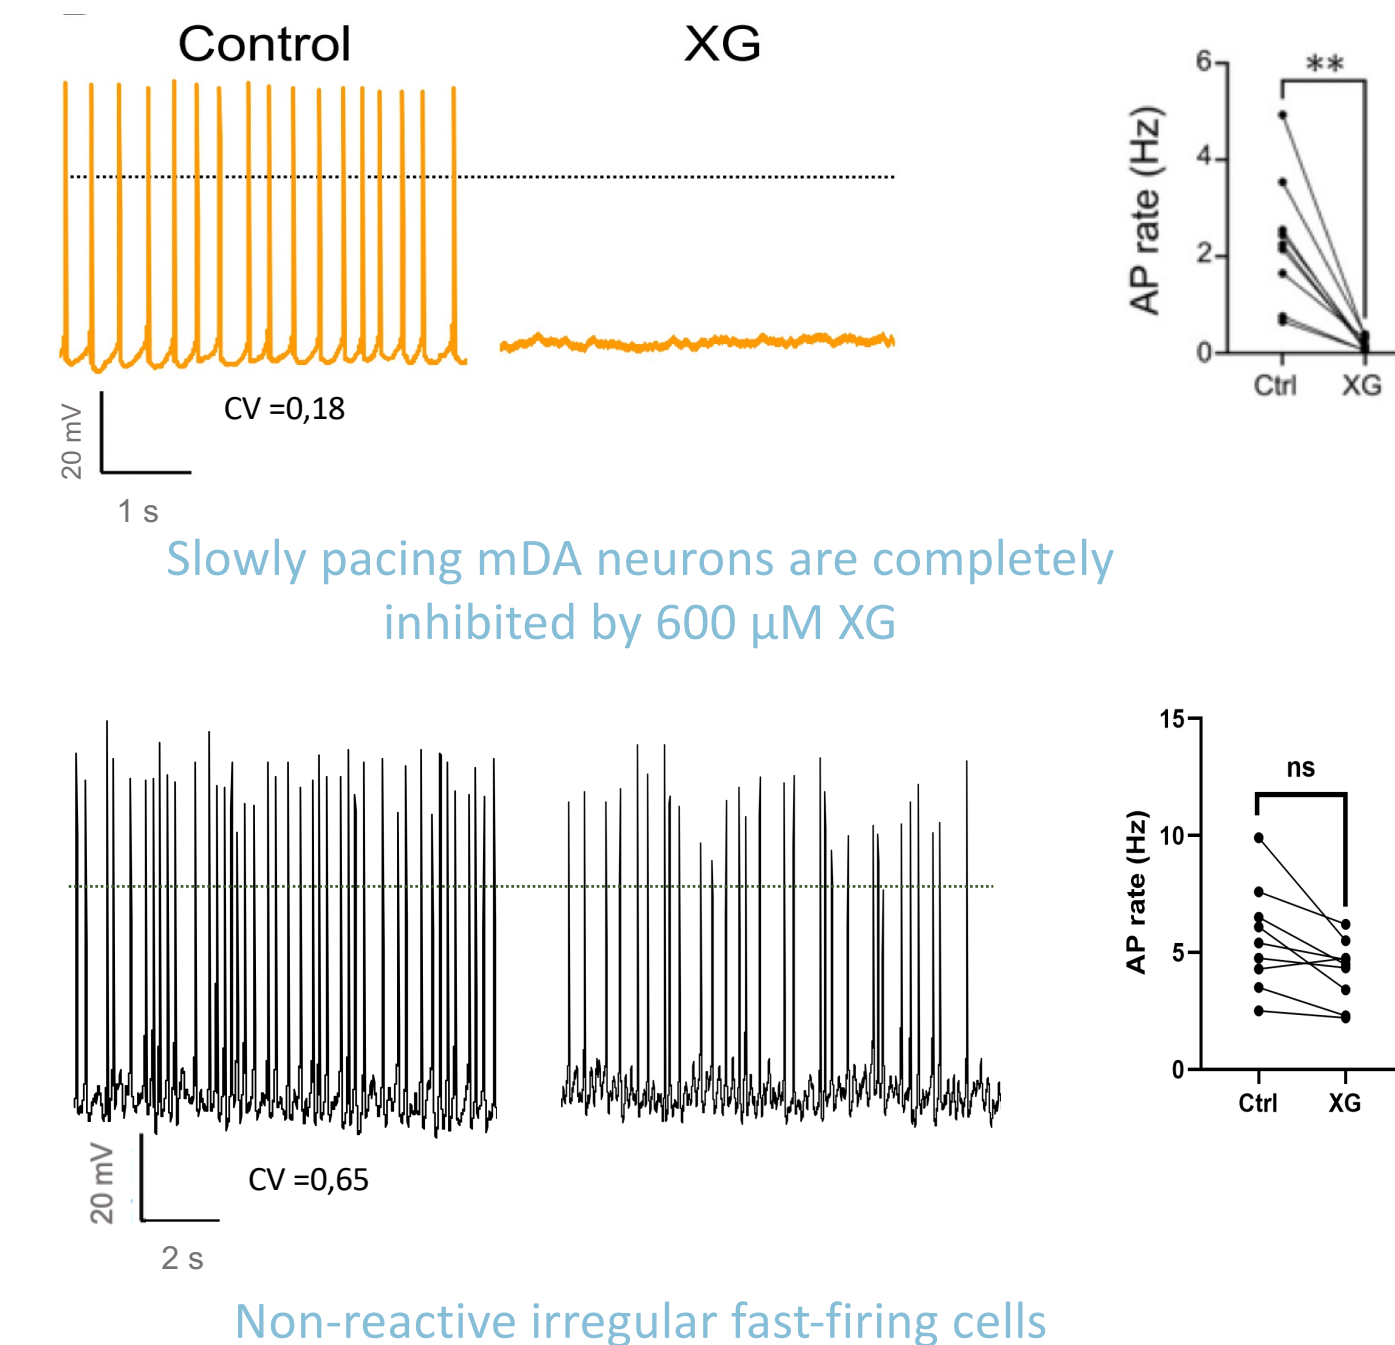 Control
XG
6
**
4
2
0
AP rate (Hz)
Ctrl
XG
20 mV
1 s
CV =0,18
Slowly pacing mDA neurons are completely
inhibited by 600 µM XG
15
ns
10
5
0
AP rate (Hz)
Ctrl
XG
20 mV
2 s
CV =0,65
Non-reactive irregular fast-firing cells